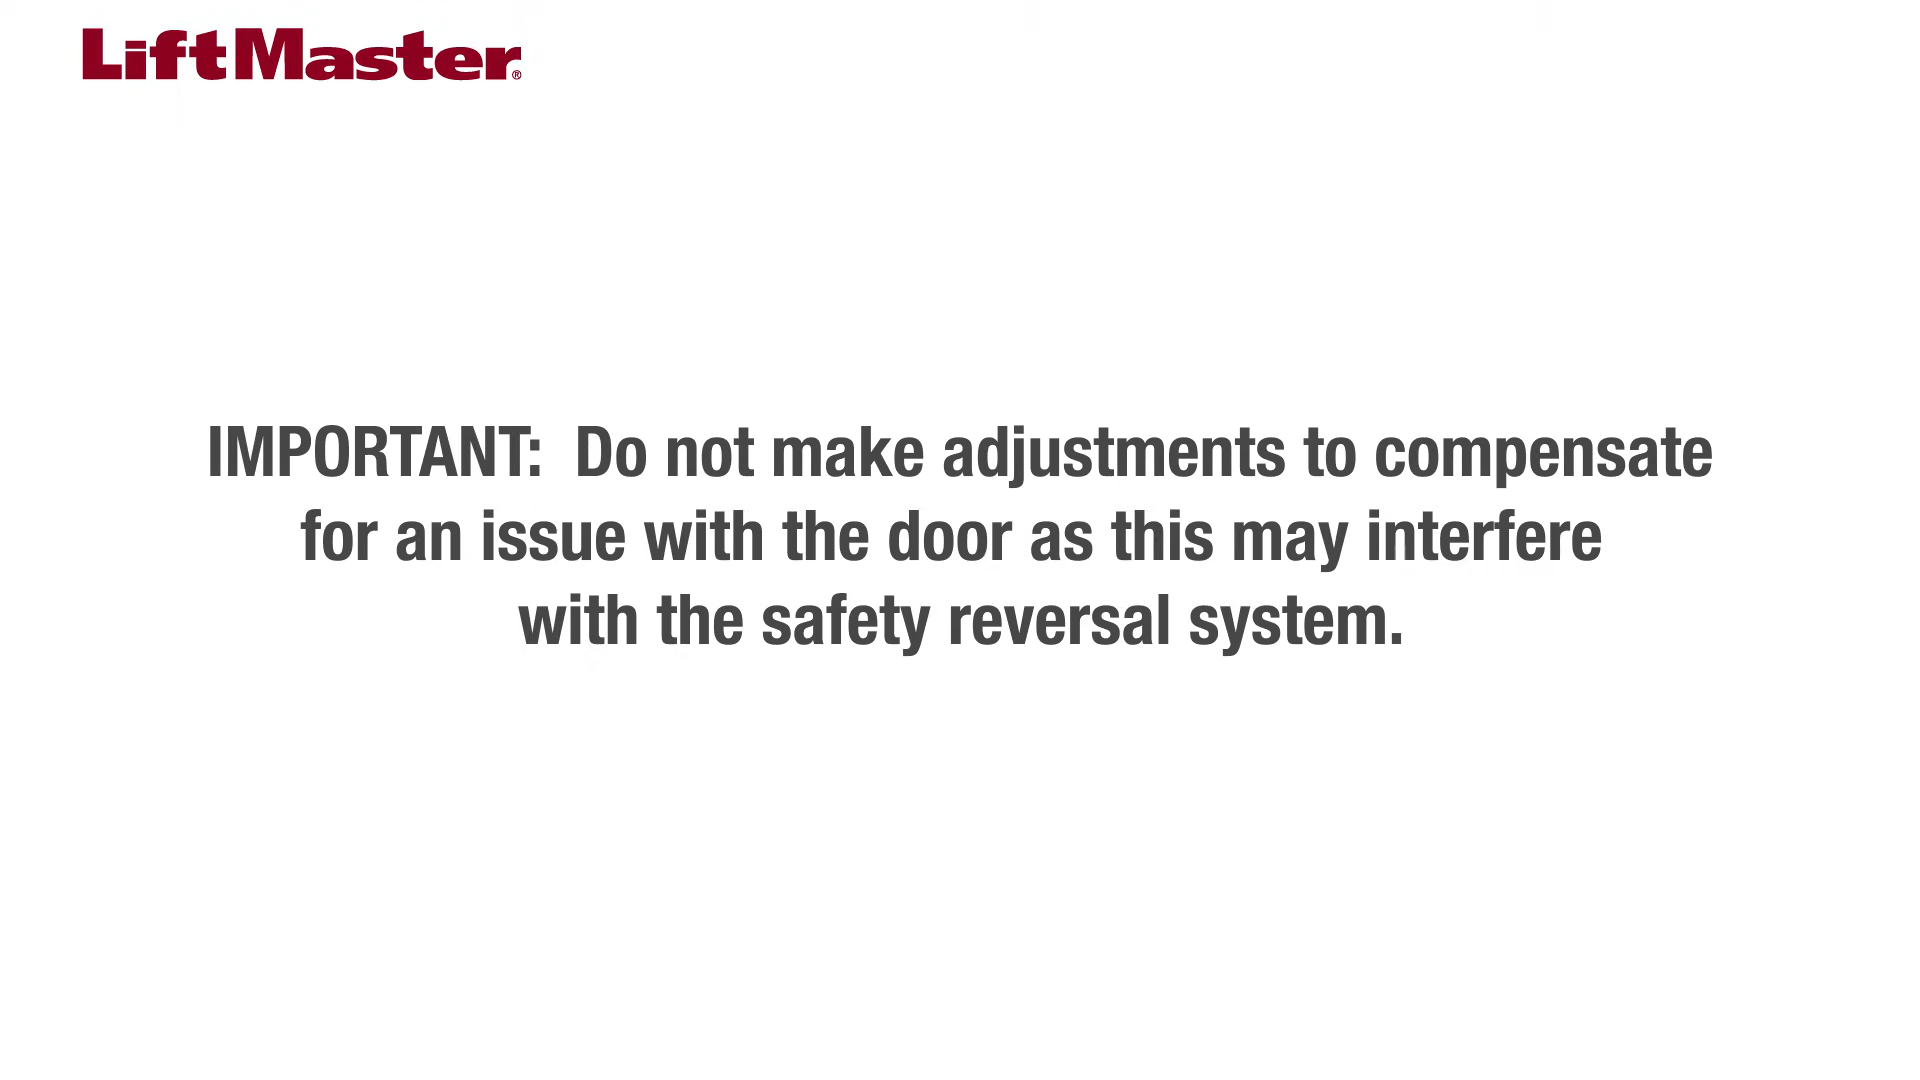 LiftMaster®
IMPORTANT:  Do not make adjustments to compensate
for an issue with the door as this may interfere
with the safety reversal system.